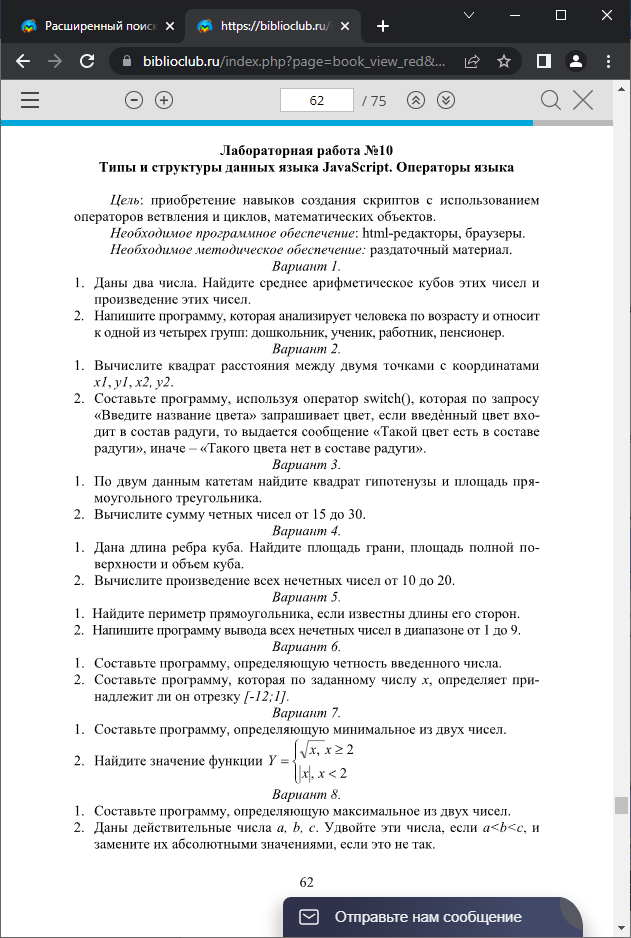 Расширенный поиск
https://biblioclub.ru/
biblioclub.ru/index.php?page=book_view_red&...
62 / 75
Лабораторная работа №10
Типы и структуры данных языка JavaScript. Операторы языка
Цель: приобретение навыков создания скриптов с использованием
операторов ветвления и циклов, математических объектов.
Необходимое программное обеспечение: html-редакторы, браузеры.
Необходимое методическое обеспечение: раздаточный материал.
Вариант 1.
1. Даны два числа. Найдите среднее арифметическое кубов этих чисел и
произведение этих чисел.
2. Напишите программу, которая анализирует человека по возрасту и относит
к одной из четырех групп: дошкольник, ученик, работник, пенсионер.
Вариант 2.
1. Вычислите квадрат расстояния между двумя точками с координатами
x1, y1, x2, y2.
2. Составьте программу, используя оператор switch(), которая по запросу
«Введите название цвета» запрашивает цвет, если введѐнный цвет вхо-
дит в состав радуги, то выдается сообщение «Такой цвет есть в составе
радуги», иначе – «Такого цвета нет в составе радуги».
Вариант 3.
1. По двум данным катетам найдите квадрат гипотенузы и площадь пря-
моугольного треугольника.
2. Вычислите сумму четных чисел от 15 до 30.
Вариант 4.
1. Дана длина ребра куба. Найдите площадь грани, площадь полной по-
верхности и объем куба.
2. Вычислите произведение всех нечетных чисел от 10 до 20.
Вариант 5.
1. Найдите периметр прямоугольника, если известны длины его сторон.
2. Напишите программу вывода всех нечетных чисел в диапазоне от 1 до 9.
Вариант 6.
1. Составьте программу, определяющую четность введенного числа.
2. Составьте программу, которая по заданному числу x, определяет при-
надлежит ли он отрезку [-12;1].
Вариант 7.
1. Составьте программу, определяющую минимальное из двух чисел.
2. Найдите значение функции Y = { √x, x ≥ 2
|x|, x < 2
Вариант 8.
1. Составьте программу, определяющую максимальное из двух чисел.
2. Даны действительные числа a, b, c. Удвойте эти числа, если a<b<c, и
замените их абсолютными значениями, если это не так.
62
Отправьте нам сообщение